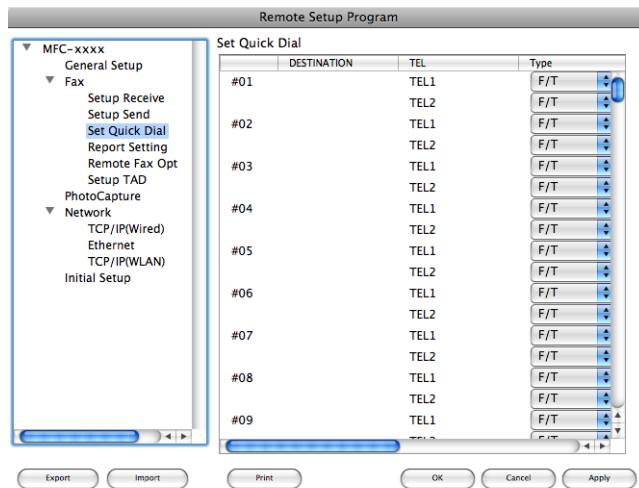 Remote Setup Program
MFC-xxxx
General Setup
Fax
Setup Receive
Setup Send
Set Quick Dial
Report Setting
Remote Fax Opt
Setup TAD
PhotoCapture
Network
TCP/IP(Wired)
Ethernet
TCP/IP(WLAN)
Initial Setup
Set Quick Dial
DESTINATION TEL Type
#01 TEL1 F/T
TEL2 F/T
#02 TEL1 F/T
TEL2 F/T
#03 TEL1 F/T
TEL2 F/T
#04 TEL1 F/T
TEL2 F/T
#05 TEL1 F/T
TEL2 F/T
#06 TEL1 F/T
TEL2 F/T
#07 TEL1 F/T
TEL2 F/T
#08 TEL1 F/T
TEL2 F/T
#09 TEL1 F/T
Export Import Print OK Cancel Apply